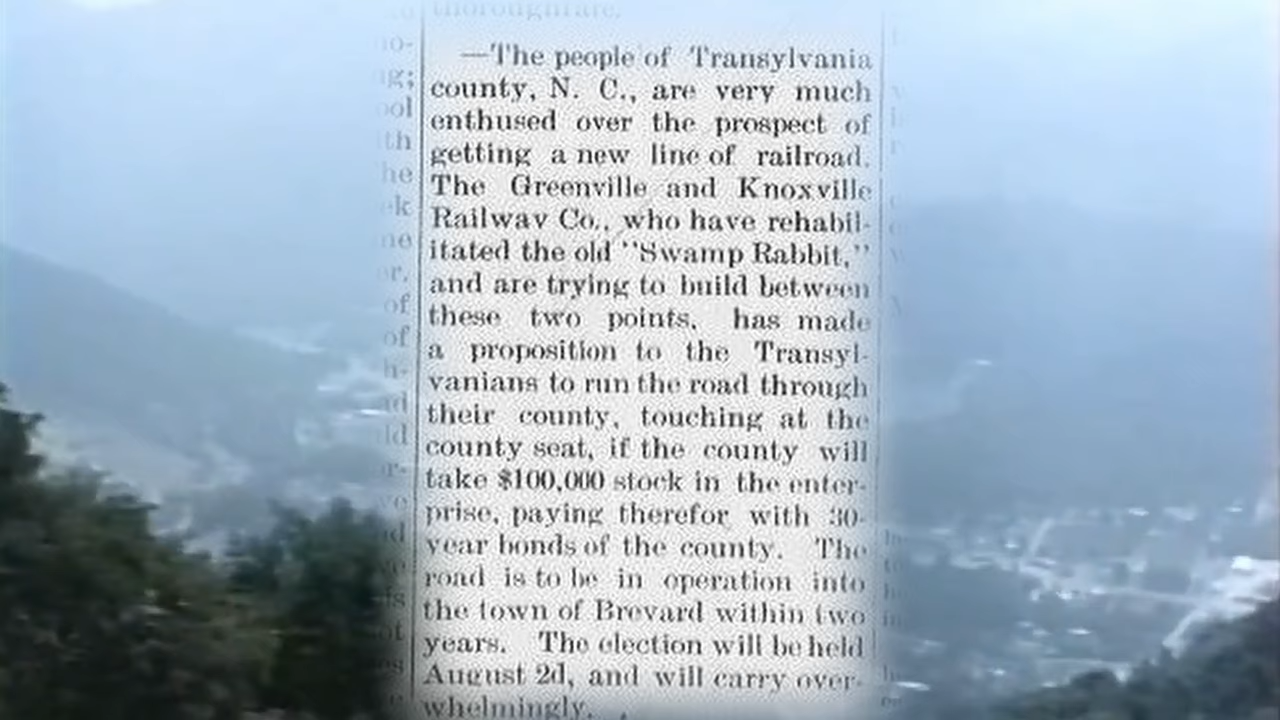 thoroughfare.
—The people of Transylvania
county, N. C., are very much
enthused over the prospect of
getting a new line of railroad.
The Greenville and Knoxville
Railway Co., who have rehabil-
itated the old "Swamp Rabbit,"
and are trying to build between
these two points, has made
a proposition to the Transyl-
vanians to run the road through
their county, touching at the
county seat, if the county will
take $100,000 stock in the enter-
prise, paying therefor with 30-
year bonds of the county. The
road is to be in operation into
the town of Brevard within two
years. The election will be held
August 2d, and will carry over-
whelmingly.